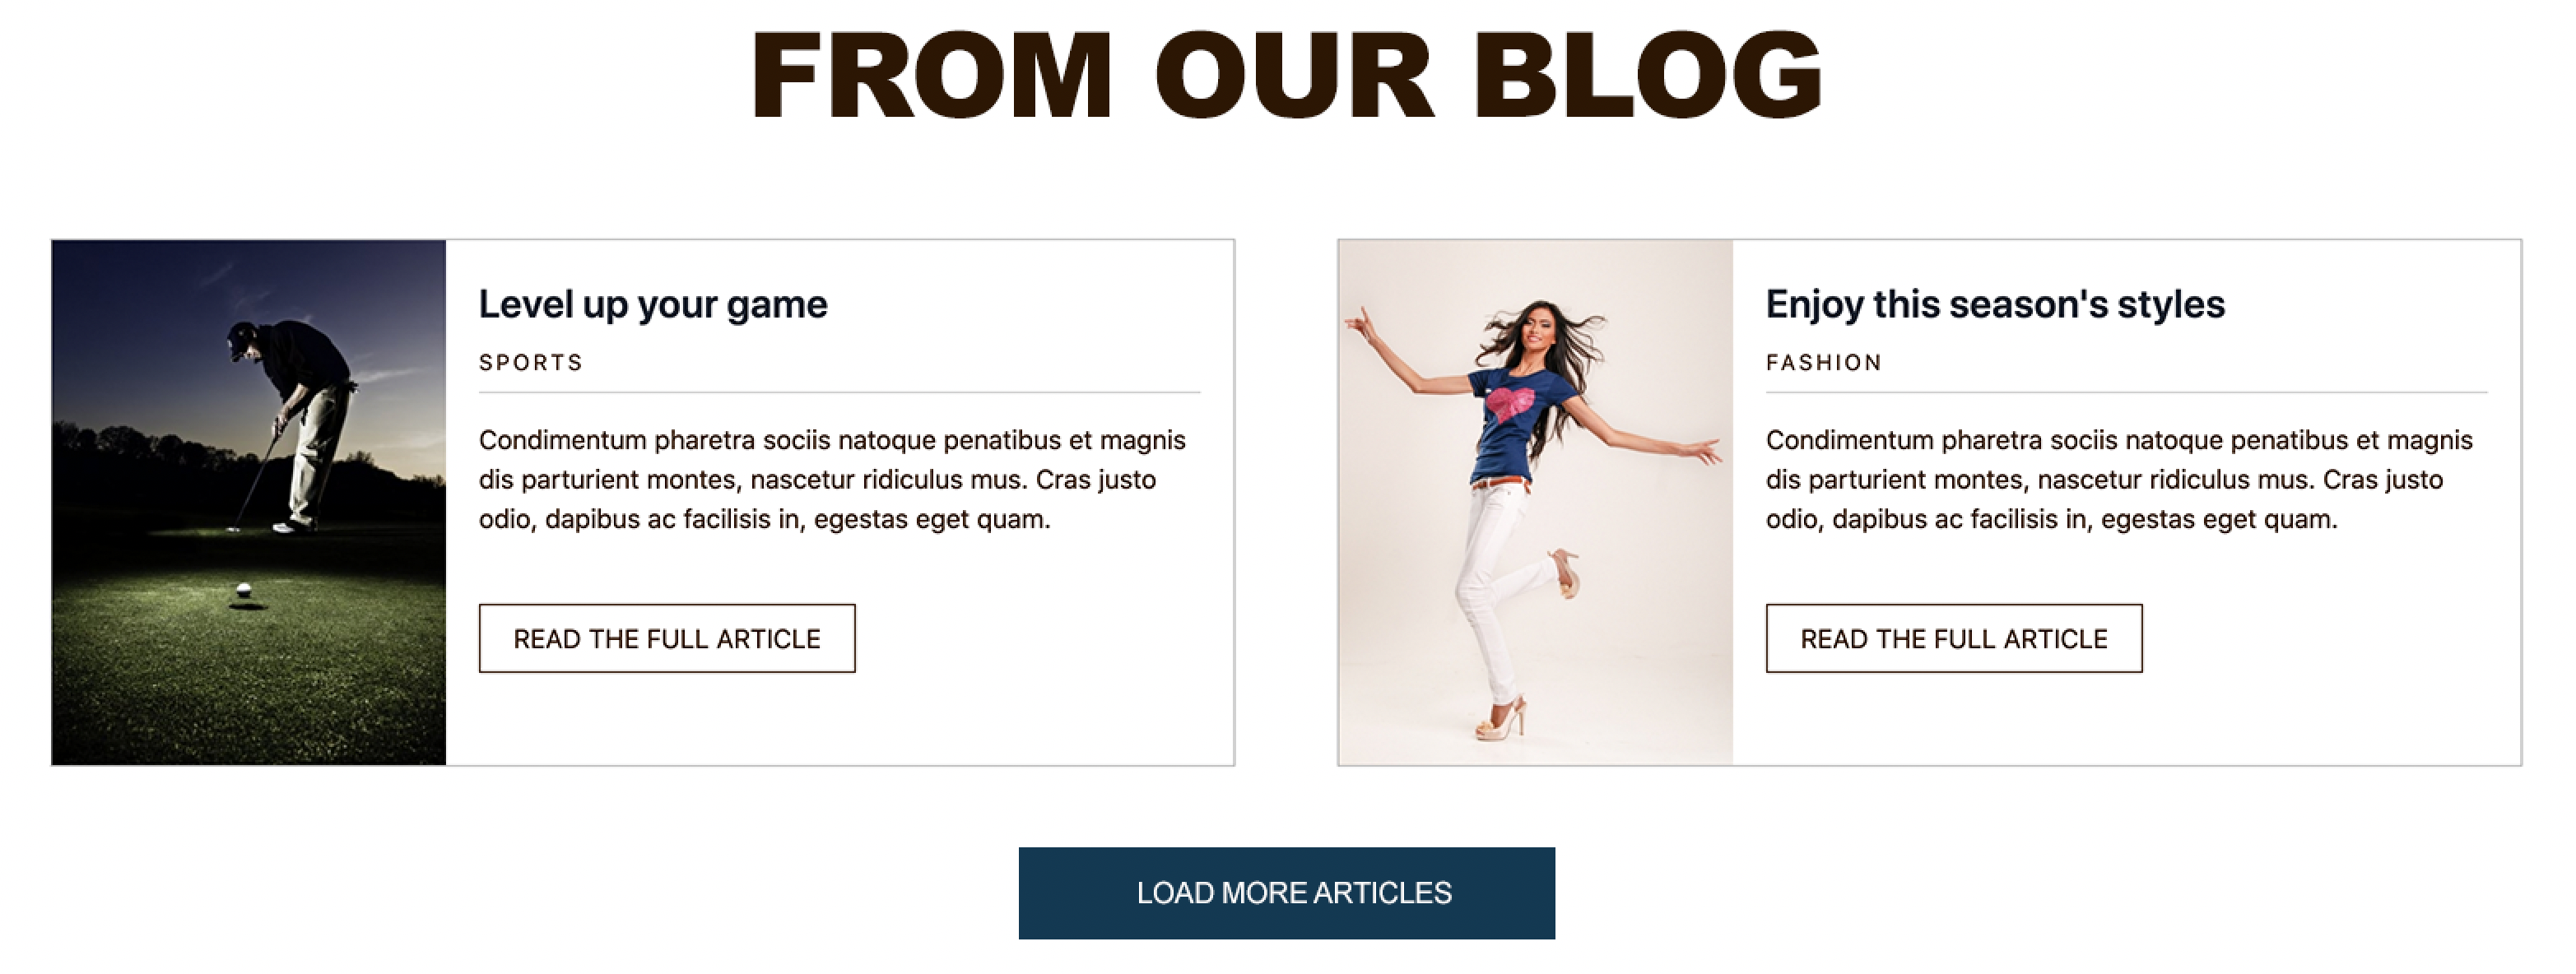 FROM OUR BLOG
Level up your game
SPORTS
Condimentum pharetra sociis natoque penatibus et magnis
dis parturient montes, nascetur ridiculus mus. Cras justo
odio, dapibus ac facilisis in, egestas eget quam.
READ THE FULL ARTICLE
Enjoy this season's styles
FASHION
Condimentum pharetra sociis natoque penatibus et magnis
dis parturient montes, nascetur ridiculus mus. Cras justo
odio, dapibus ac facilisis in, egestas eget quam.
READ THE FULL ARTICLE
LOAD MORE ARTICLES